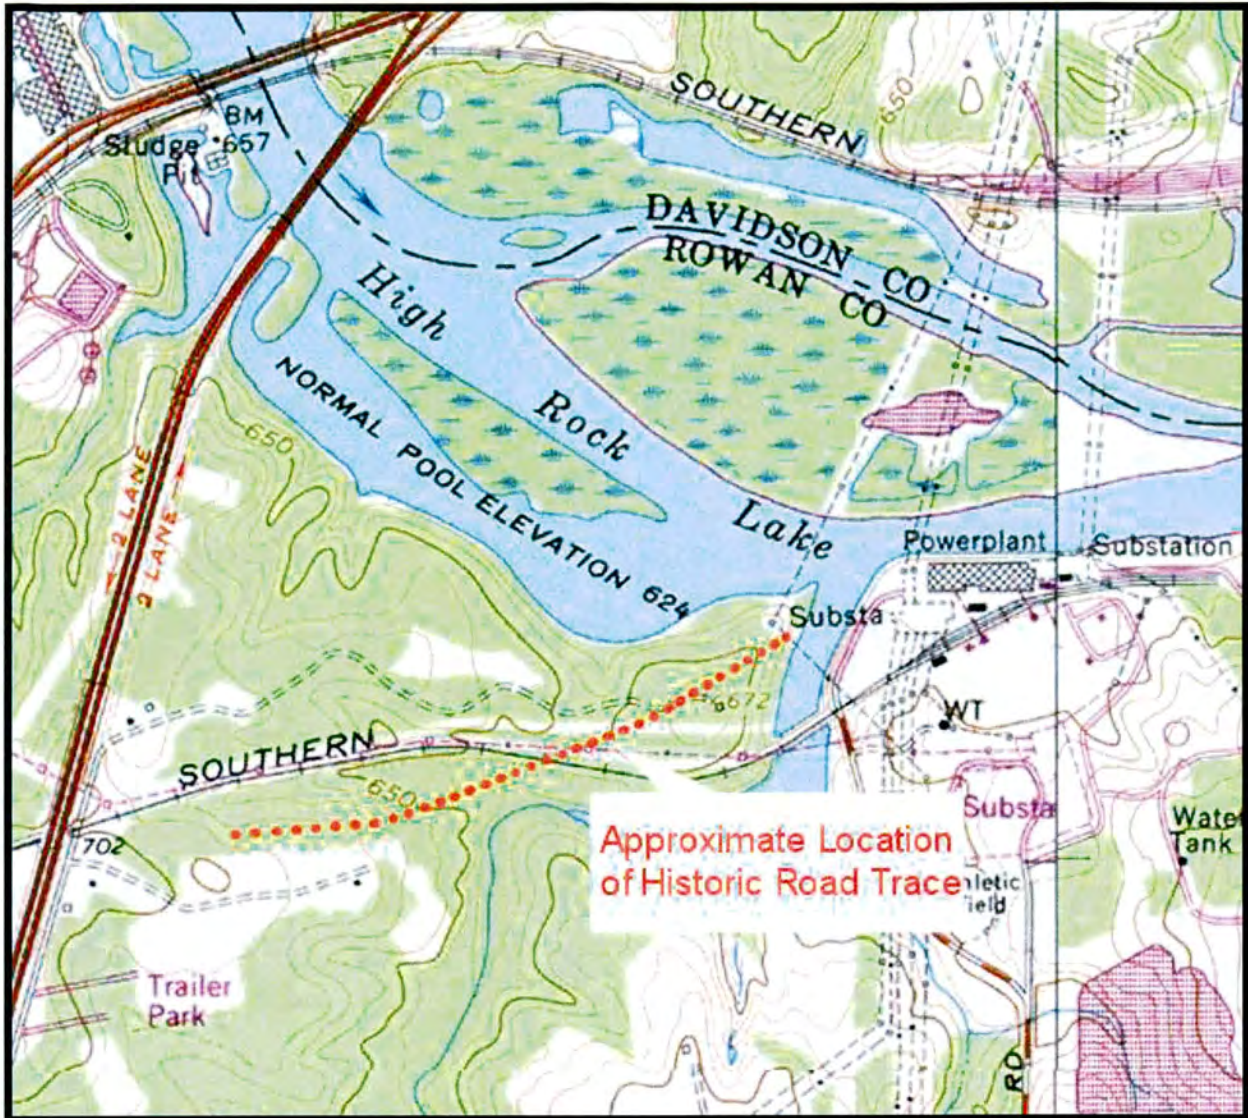 SOUTHERN
650
BM
657
Sludge
Pit
DAVIDSON CO
ROWAN CO
High
Rock
Lake
NORMAL POOL ELEVATION 624
650
2 LANE
2 LANE
Powerplant
Substation
Substa
672
WT
SOUTHERN
650
702
Approximate Location
of Historic Road Trace
Substa
Water
Tank
hletic
ield
Trailer
Park
RD